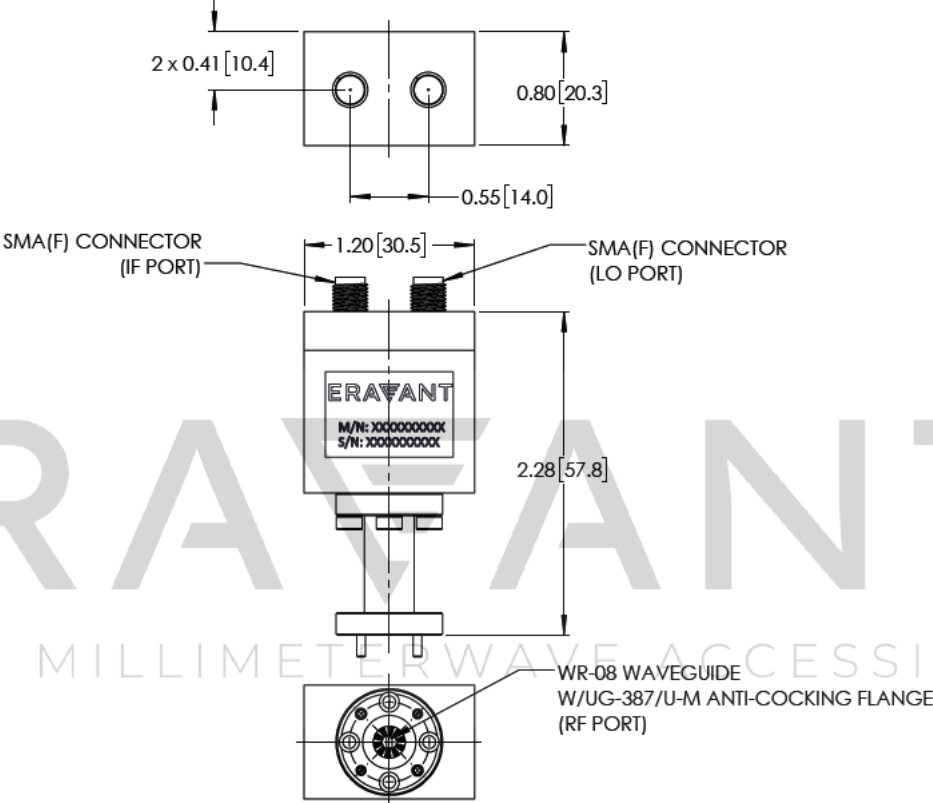 2 x 0.41 [10.4]
0.80 [20.3]
0.55 [14.0]
SMA(F) CONNECTOR
(IF PORT)
1.20 [30.5]
SMA(F) CONNECTOR
(LO PORT)
ERAVANT
M/N: XXXXXXXXXX
S/N: XXXXXXXXXX
2.28 [57.8]
RAVANT
MILLIMETERWAVE ACCESSI
WR-08 WAVEGUIDE
W/UG-387/U-M ANTI-COCKING FLANGE
(RF PORT)